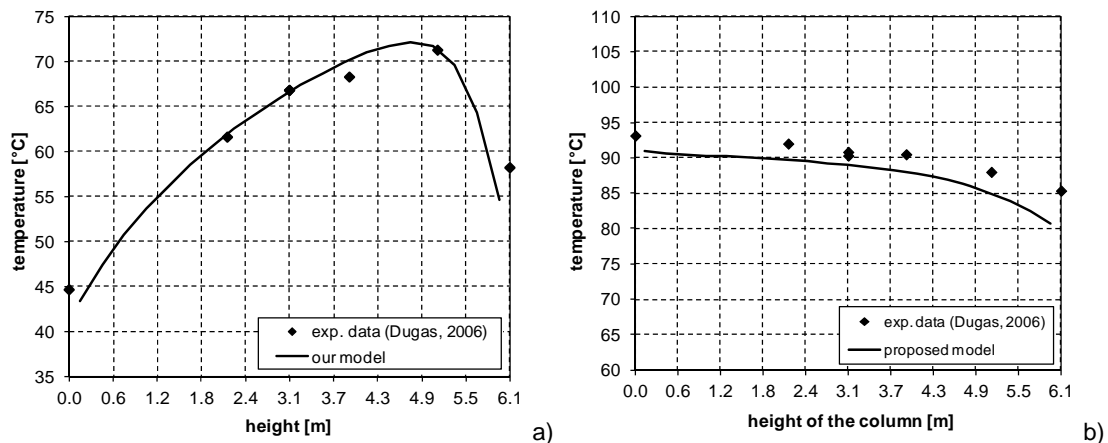 75
70
65
60
55
50
45
40
35
temperature [°C]
0.0 0.6 1.2 1.8 2.4 3.1 3.7 4.3 4.9 5.5 6.1
height [m]
exp. data (Dugas, 2006)
our model
a)
110
105
100
95
90
85
80
75
70
65
60
temperature [°C]
0.0 0.6 1.2 1.8 2.4 3.1 3.7 4.3 4.9 5.5 6.1
height of the column [m]
exp. data (Dugas, 2006)
proposed model
b)